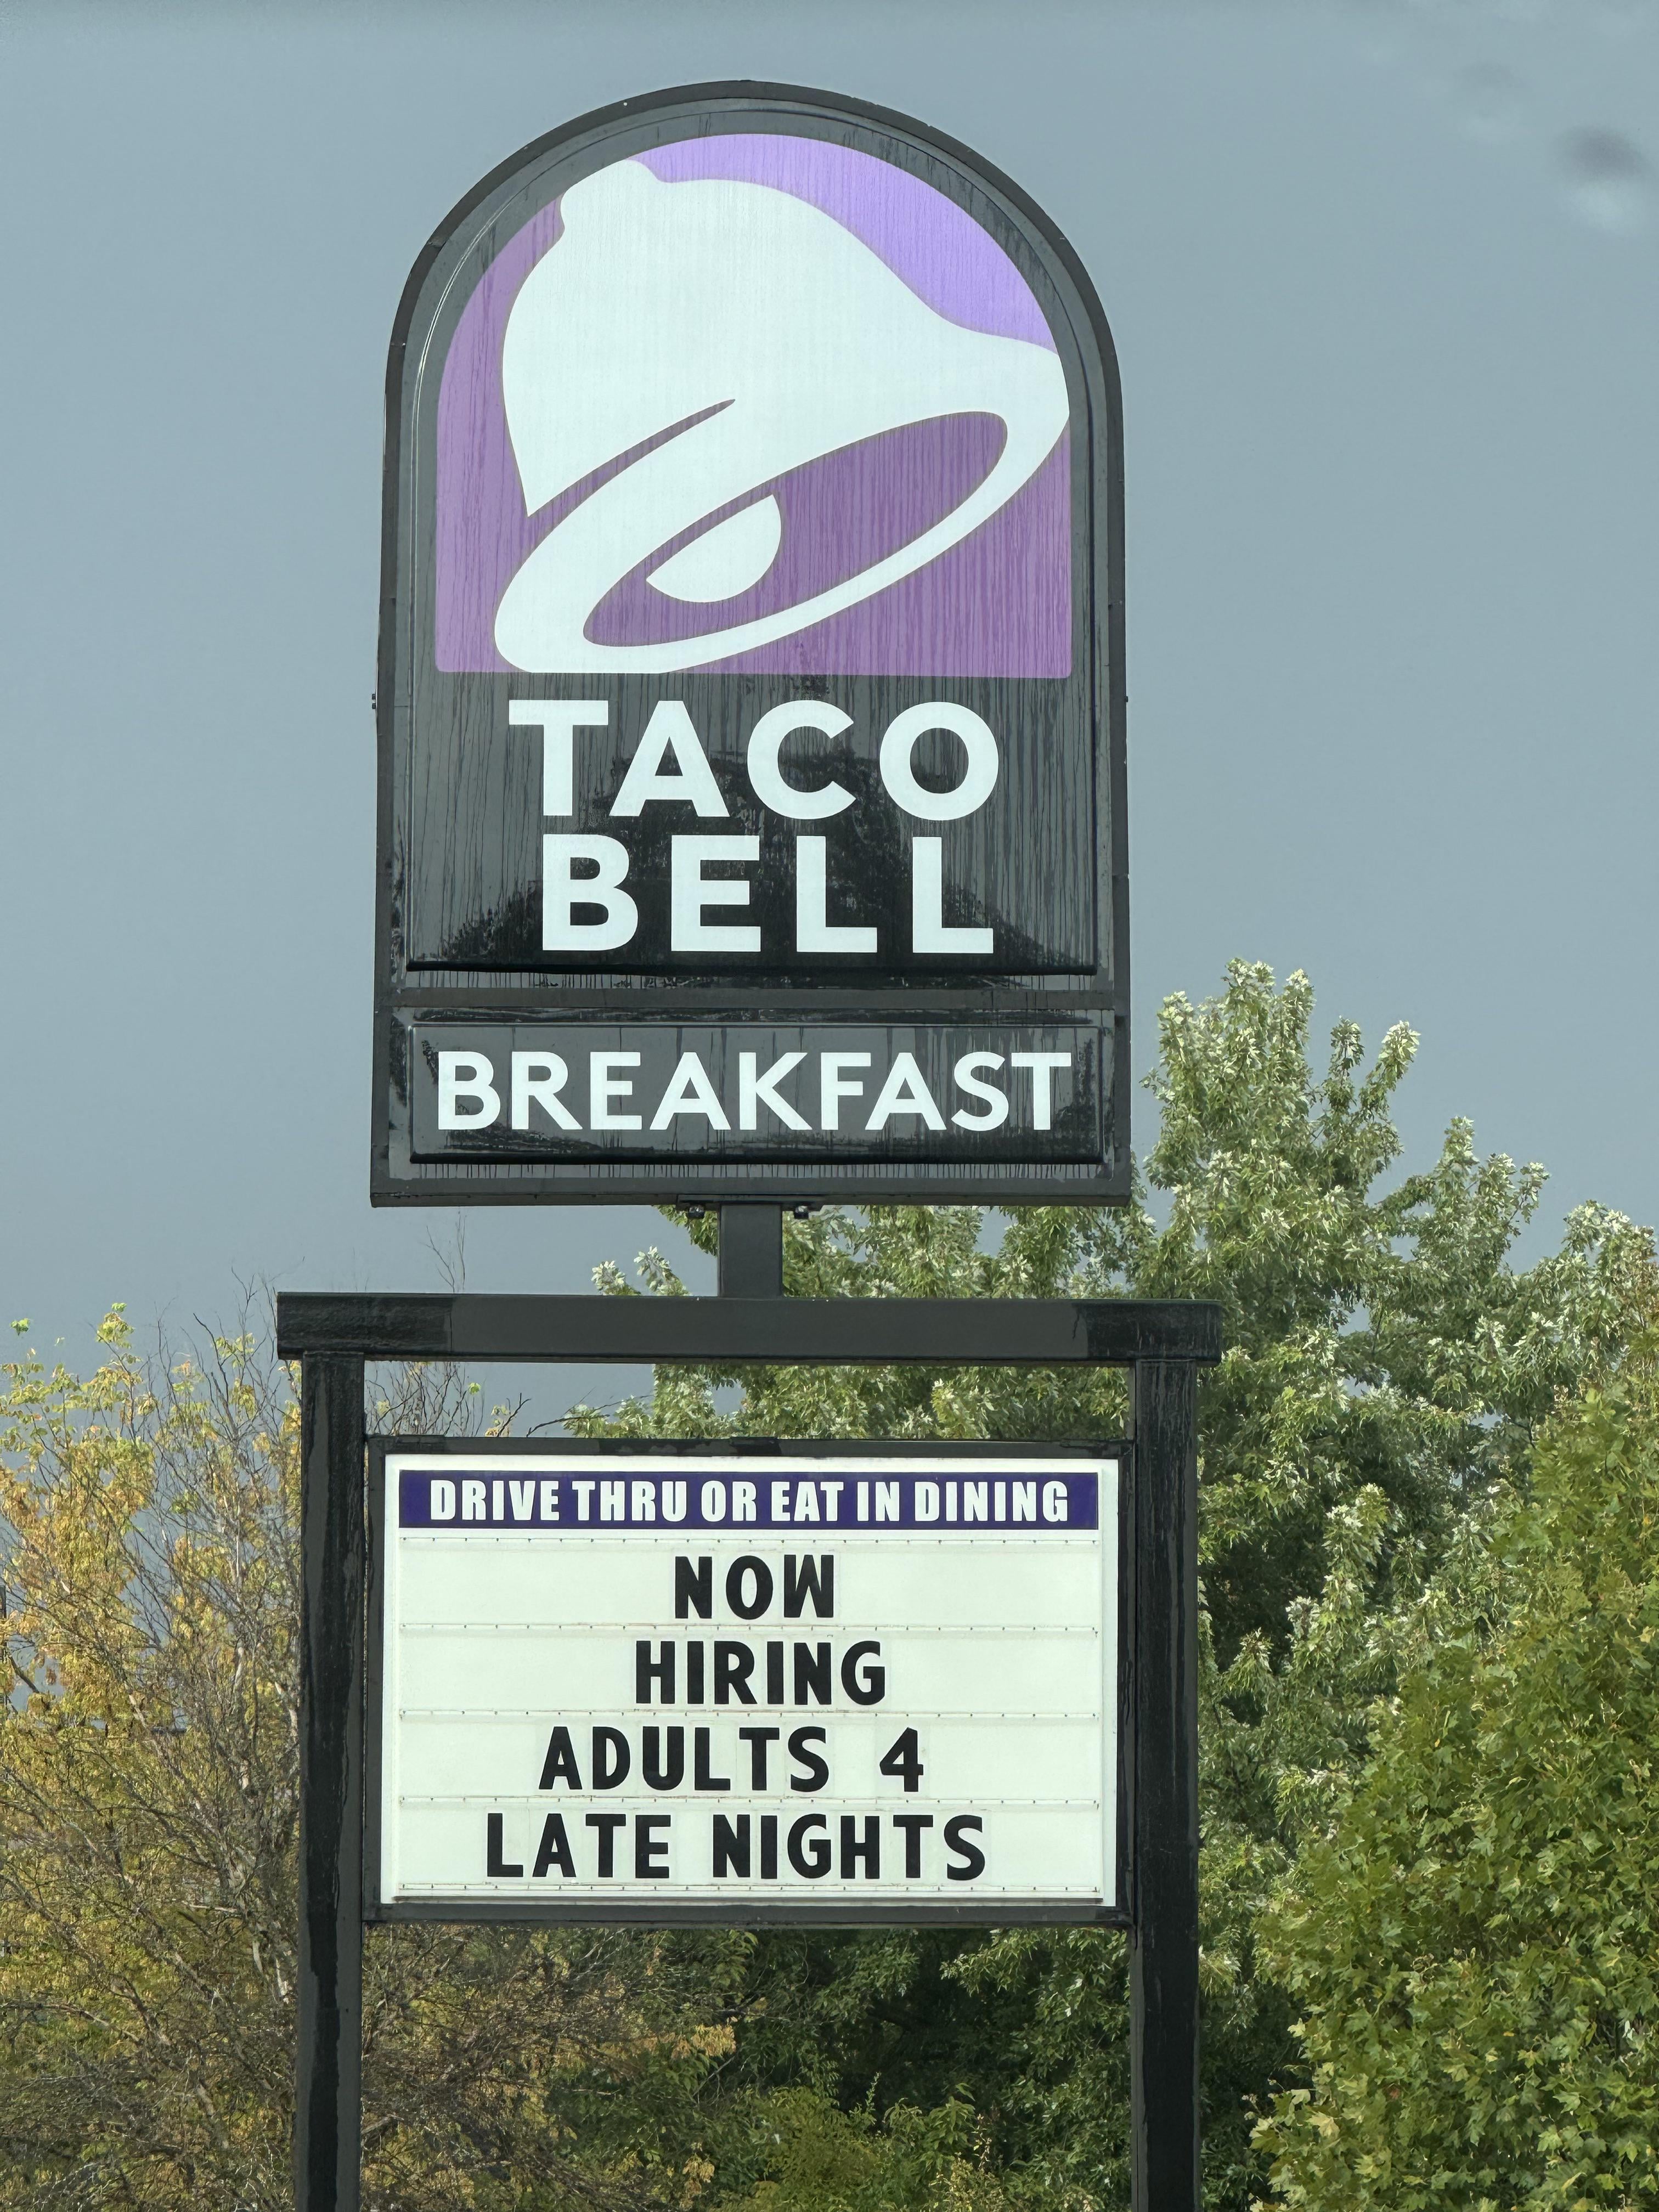 TACO
BELL
BREAKFAST
DRIVE THRU OR EAT IN DINING
NOW
HIRING
ADULTS 4
LATE NIGHTS